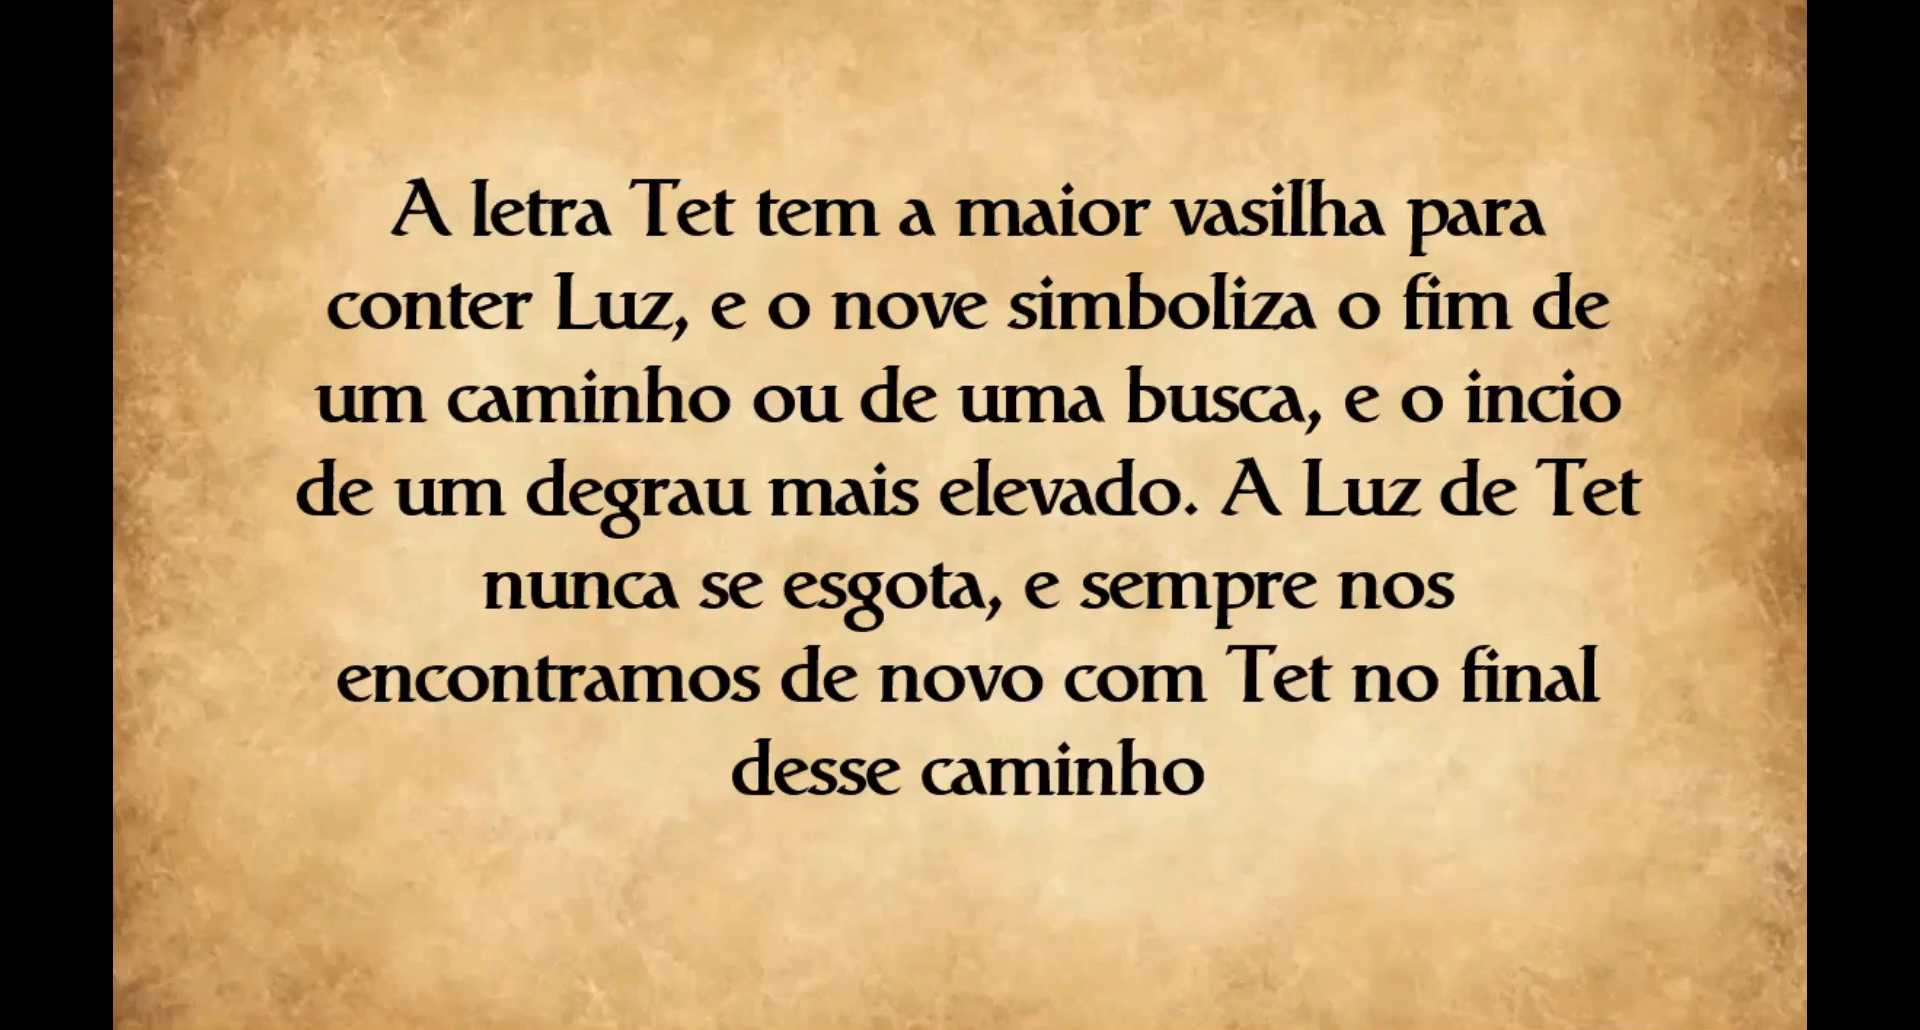 A letra Tet tem a maior vasilha para
conter Luz, e o nove simboliza o fim de
um caminho ou de uma busca, e o incio
de um degrau mais elevado. A Luz de Tet
nunca se esgota, e sempre nos
encontramos de novo com Tet no final
desse caminho